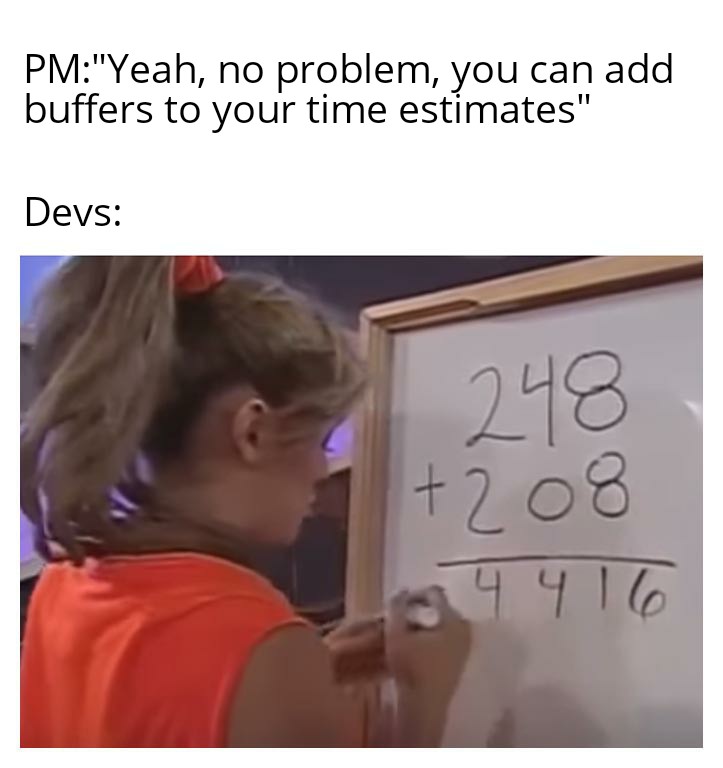 PM:"Yeah, no problem, you can add
buffers to your time estimates"
Devs:
248
+208
4416